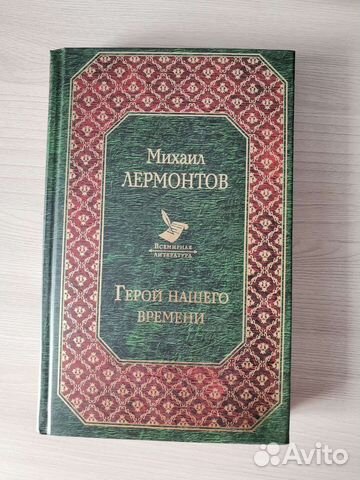 Михаил
ЛЕРМОНТОВ
ВСЕМИРНАЯ
ЛИТЕРАТУРА
ГЕРОЙ НАШЕГО
ВРЕМЕНИ
Avito